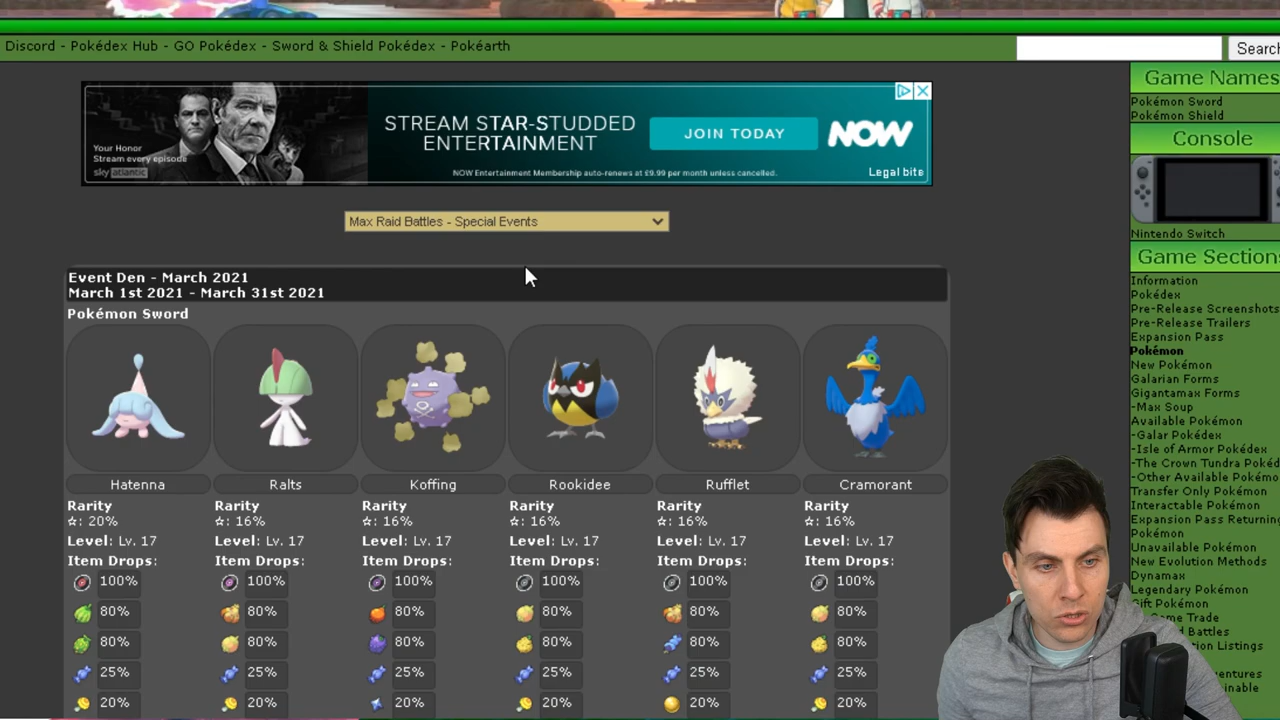 Discord - Pokédex Hub - GO Pokédex - Sword & Shield Pokédex - Pokéarth
Search
Your Honor
Stream every episode
sky atlantic
STREAM STAR-STUDDED
ENTERTAINMENT
JOIN TODAY
NOW
NOW Entertainment Membership auto-renews at £9.99 per month unless cancelled.
Legal bits
Max Raid Battles - Special Events
Event Den - March 2021
March 1st 2021 - March 31st 2021
Pokémon Sword
Hatenna Ralts Koffing Rookidee Rufflet Cramorant
Rarity Rarity Rarity Rarity Rarity Rarity
☆: 20% ☆: 16% ☆: 16% ☆: 16% ☆: 16% ☆: 16%
Level: Lv. 17 Level: Lv. 17 Level: Lv. 17 Level: Lv. 17 Level: Lv. 17 Level: Lv. 17
Item Drops: Item Drops: Item Drops: Item Drops: Item Drops: Item Drops:
100% 100% 100% 100% 100% 100%
80% 80% 80% 80% 80% 80%
80% 80% 80% 80% 80% 80%
25% 25% 25% 25% 25% 25%
20% 20% 20% 20% 20% 20%
Game Names
Pokémon Sword
Pokémon Shield
Console
Nintendo Switch
Game Section
Information
Pokédex
Pre-Release Screenshots
Pre-Release Trailers
Expansion Pass
Pokémon
New Pokémon
Galarian Forms
Gigantamax Forms
-Max Soup
Available Pokémon
-Galar Pokédex
-Isle of Armor Pokédex
-The Crown Tundra Pokéd
-Other Available Pokémo
Transfer Only Pokémon
Interactable Pokémon
Expansion Pass Returning
Pokémon
Unavailable Pokémon
New Evolution Methods
Dynamax
Legendary Pokémon
Gift Pokémon
Game Trade
Battles
Listings
entures
inable